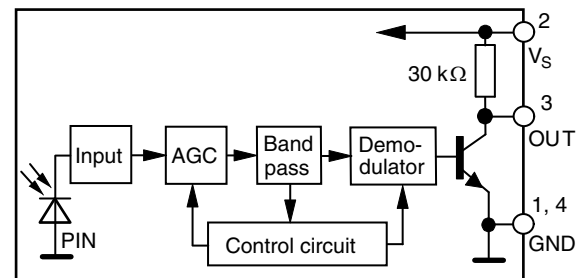 2
V_S
30 kΩ
3
OUT
Input
AGC
Band
pass
Demo-
dulator
1, 4
GND
PIN
Control circuit